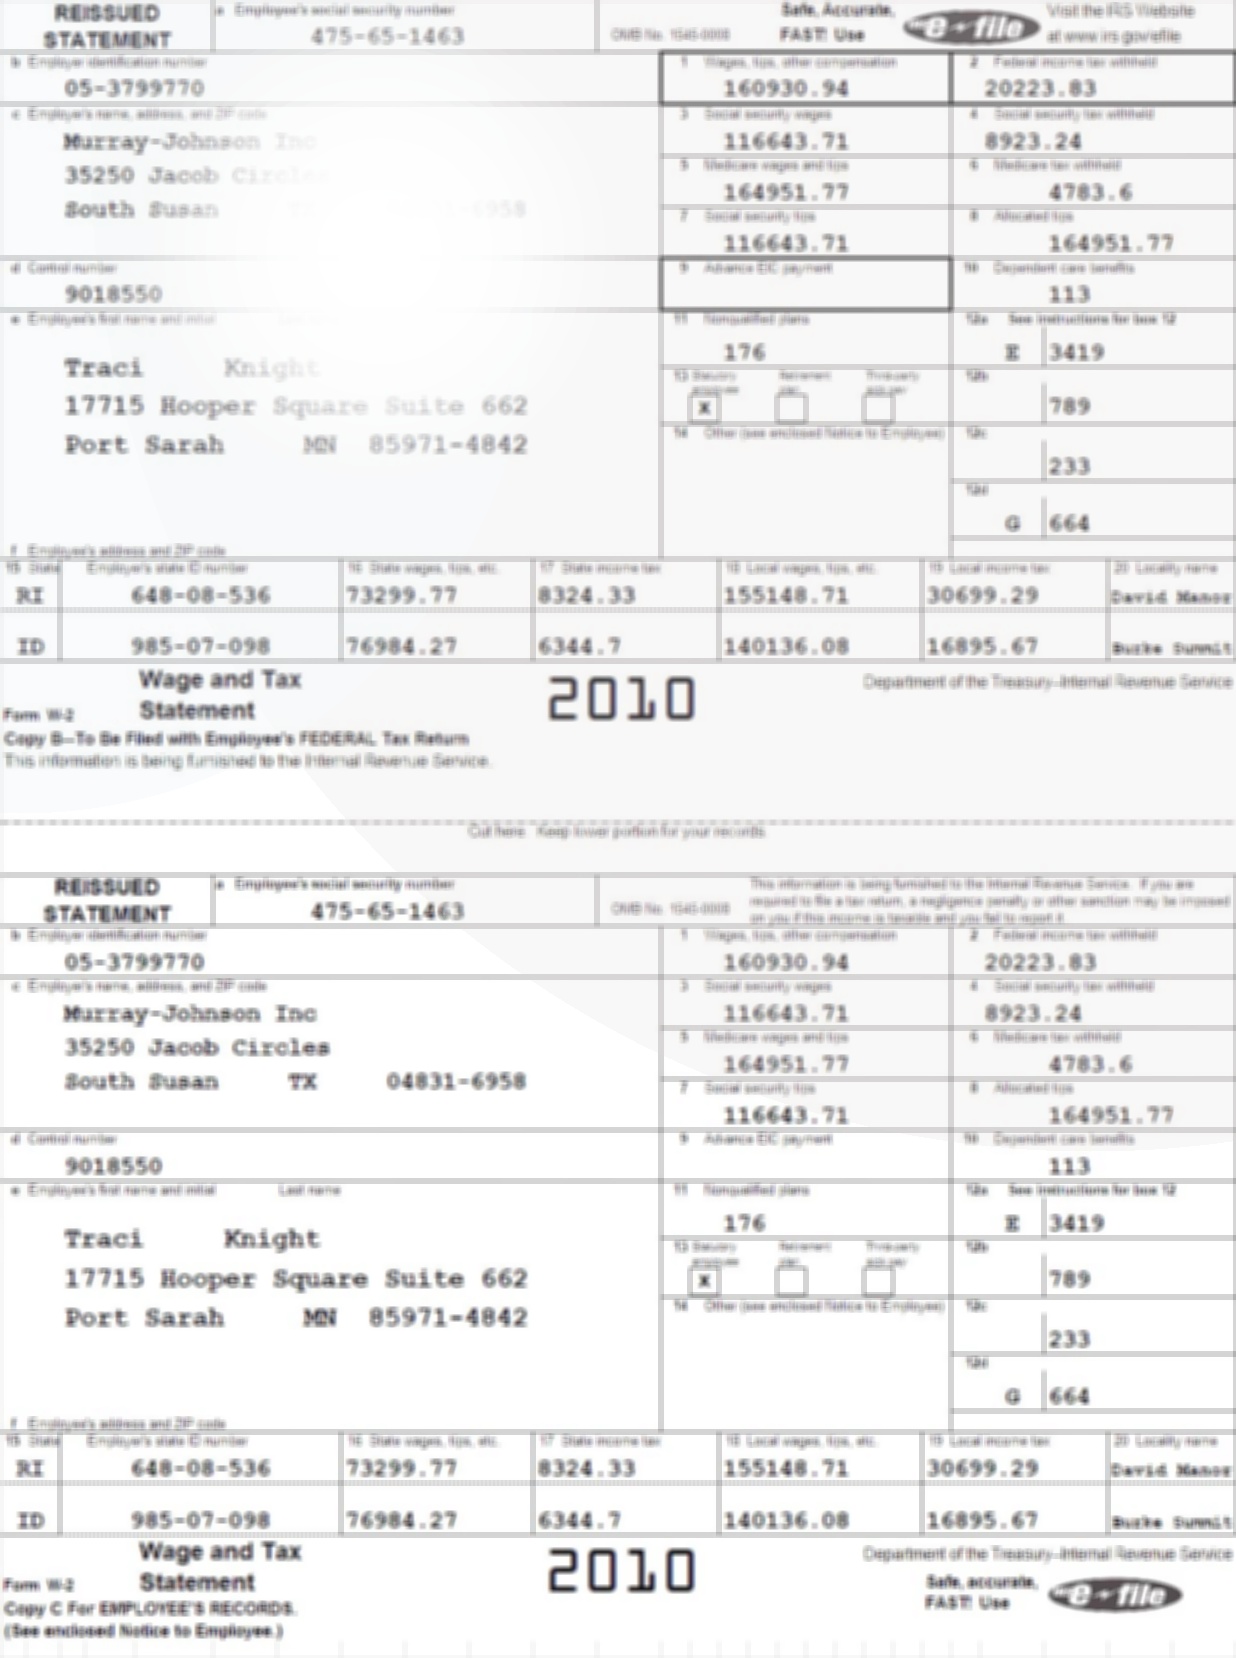 REISSUED STATEMENT
a Employee's social security number
475-65-1463
OMB No. 1545-0008
Safe, Accurate, FAST! Use
e-file
Visit the IRS Website at www.irs.gov/efile
b Employer identification number
05-3799770
1 Wages, tips, other compensation
160930.94
2 Federal income tax withheld
20223.83
c Employer's name, address, and ZIP code
Murray-Johnson Inc
35250 Jacob Circles
South Susan -6958
3 Social security wages
116643.71
4 Social security tax withheld
8923.24
5 Medicare wages and tips
164951.77
6 Medicare tax withheld
4783.6
7 Social security tips
116643.71
8 Allocated tips
164951.77
d Control number
9018550
9 Advance EIC payment
10 Dependent care benefits
113
e Employee's first name and initial
Traci Knight
17715 Hooper Square Suite 662
Port Sarah MN 85971-4842
11 Nonqualified plans
176
12a See instructions for box 12
E 3419
13 Statutory employee Retirement plan Third-party sick pay
X
12b
789
14 Other (see enclosed Notice to Employee)
12c
233
12d
G 664
f Employee's address and ZIP code
15 State Employer's state ID number 16 State wages, tips, etc. 17 State income tax 18 Local wages, tips, etc. 19 Local income tax 20 Locality name
RI 648-08-536 73299.77 8324.33 155148.71 30699.29 David Manor
ID 985-07-098 76984.27 6344.7 140136.08 16895.67 Burke Summit
Form W-2 Wage and Tax Statement
2010
Department of the Treasury-Internal Revenue Service
Copy B-To Be Filed with Employee's FEDERAL Tax Return
This information is being furnished to the Internal Revenue Service.
Cut here Keep lower portion for your records
REISSUED STATEMENT
a Employee's social security number
475-65-1463
OMB No. 1545-0008
This information is being furnished to the Internal Revenue Service. If you are
required to file a tax return, a negligence penalty or other sanction may be imposed
on you if this income is taxable and you fail to report it.
b Employer identification number
05-3799770
1 Wages, tips, other compensation
160930.94
2 Federal income tax withheld
20223.83
c Employer's name, address, and ZIP code
Murray-Johnson Inc
35250 Jacob Circles
South Susan TX 04831-6958
3 Social security wages
116643.71
4 Social security tax withheld
8923.24
5 Medicare wages and tips
164951.77
6 Medicare tax withheld
4783.6
7 Social security tips
116643.71
8 Allocated tips
164951.77
d Control number
9018550
9 Advance EIC payment
10 Dependent care benefits
113
e Employee's first name and initial Last name
Traci Knight
17715 Hooper Square Suite 662
Port Sarah MN 85971-4842
11 Nonqualified plans
176
12a See instructions for box 12
E 3419
13 Statutory employee Retirement plan Third-party sick pay
X
12b
789
14 Other (see enclosed Notice to Employee)
12c
233
12d
G 664
f Employee's address and ZIP code
15 State Employer's state ID number 16 State wages, tips, etc. 17 State income tax 18 Local wages, tips, etc. 19 Local income tax 20 Locality name
RI 648-08-536 73299.77 8324.33 155148.71 30699.29 David Manor
ID 985-07-098 76984.27 6344.7 140136.08 16895.67 Burke Summit
Form W-2 Wage and Tax Statement
2010
Department of the Treasury-Internal Revenue Service
Safe, accurate, FAST! Use
e-file
Copy C For EMPLOYEE'S RECORDS.
(See enclosed Notice to Employee.)